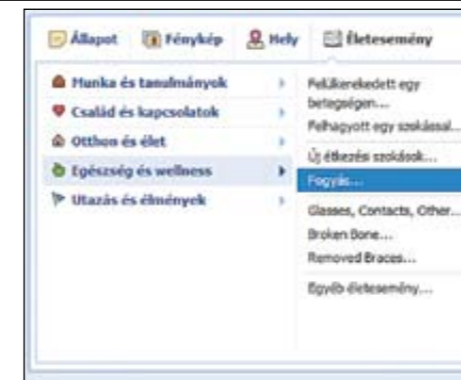 Állapot Fénykép Hely Életesemény
Munka és tanulmányok
Család és kapcsolatok
Otthon és élet
Egészség és wellness
Utazás és élmények
Felülkerekedett egy
betegségen...
Felhagyott egy szokással...
Új étkezési szokások...
Fogyás...
Glasses, Contacts, Other...
Broken Bone...
Removed Braces...
Egyéb életesemény...